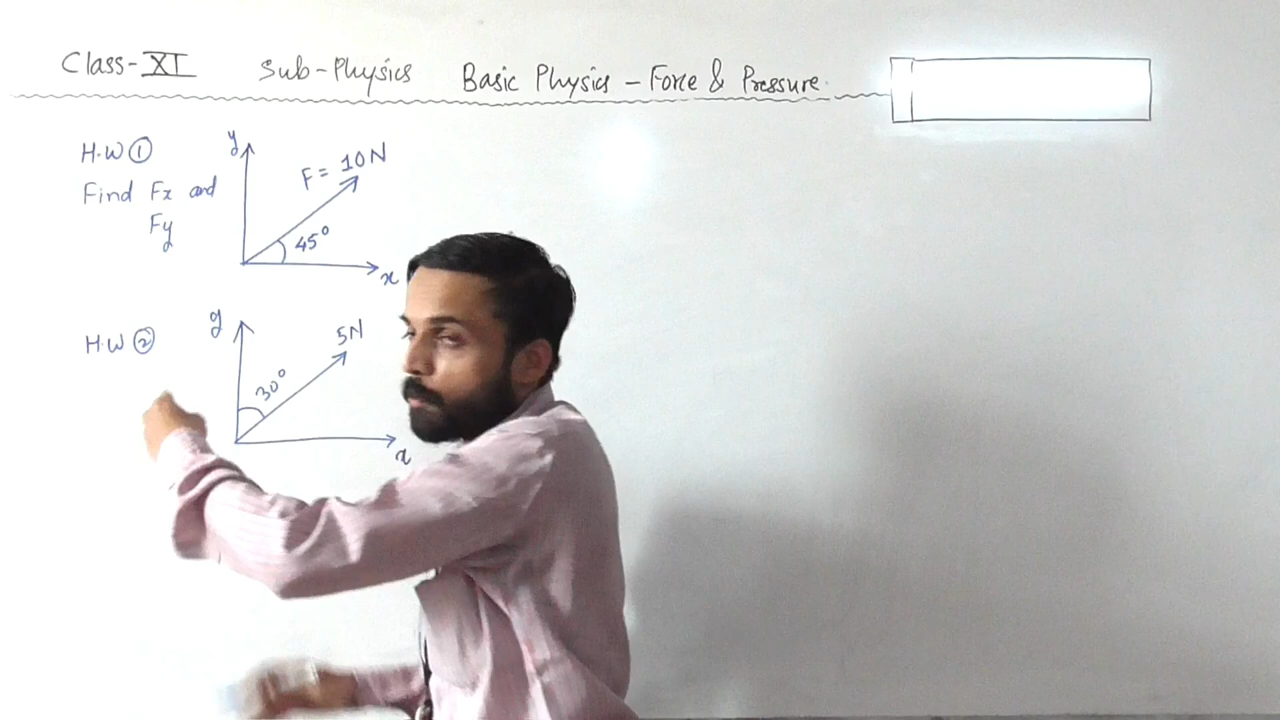 Class-XI Sub-Physics Basic Physics – Force & Pressure.
H.W ①
Find Fx and
Fy
y
F = 10N
45°
x
H.W ②
y
5N
30°
x